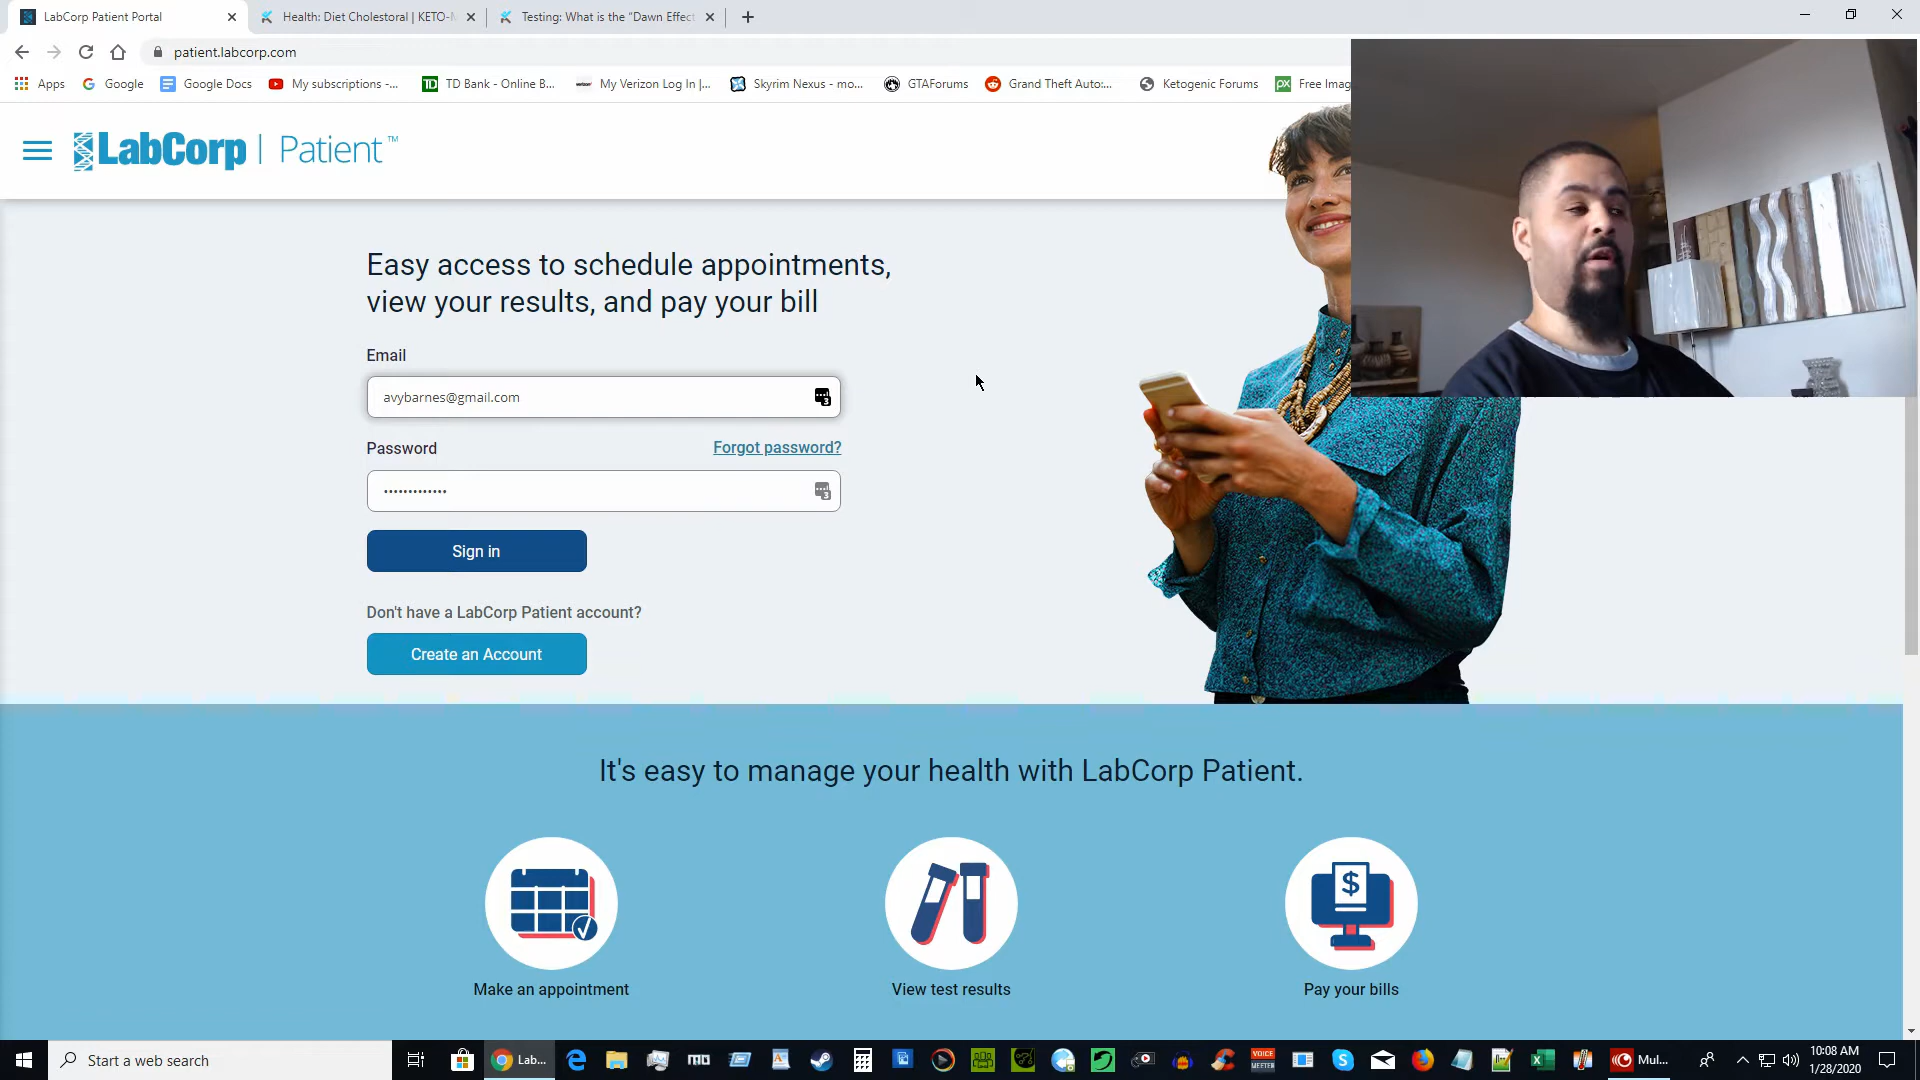 LabCorp Patient Portal
Health: Diet Cholestoral | KETO-M
Testing: What is the "Dawn Effect
patient.labcorp.com
Apps
Google
Google Docs
My subscriptions -...
TD Bank - Online B...
My Verizon Log In |...
Skyrim Nexus - mo...
GTAForums
Grand Theft Auto:...
Ketogenic Forums
Free Imag
LabCorp | Patient™
Easy access to schedule appointments,
view your results, and pay your bill
Email
avybarnes@gmail.com
Password
Forgot password?
•••••••••••••
Sign in
Don't have a LabCorp Patient account?
Create an Account
It's easy to manage your health with LabCorp Patient.
Make an appointment
View test results
Pay your bills
Start a web search
Lab...
Mul...
10:08 AM
1/28/2020